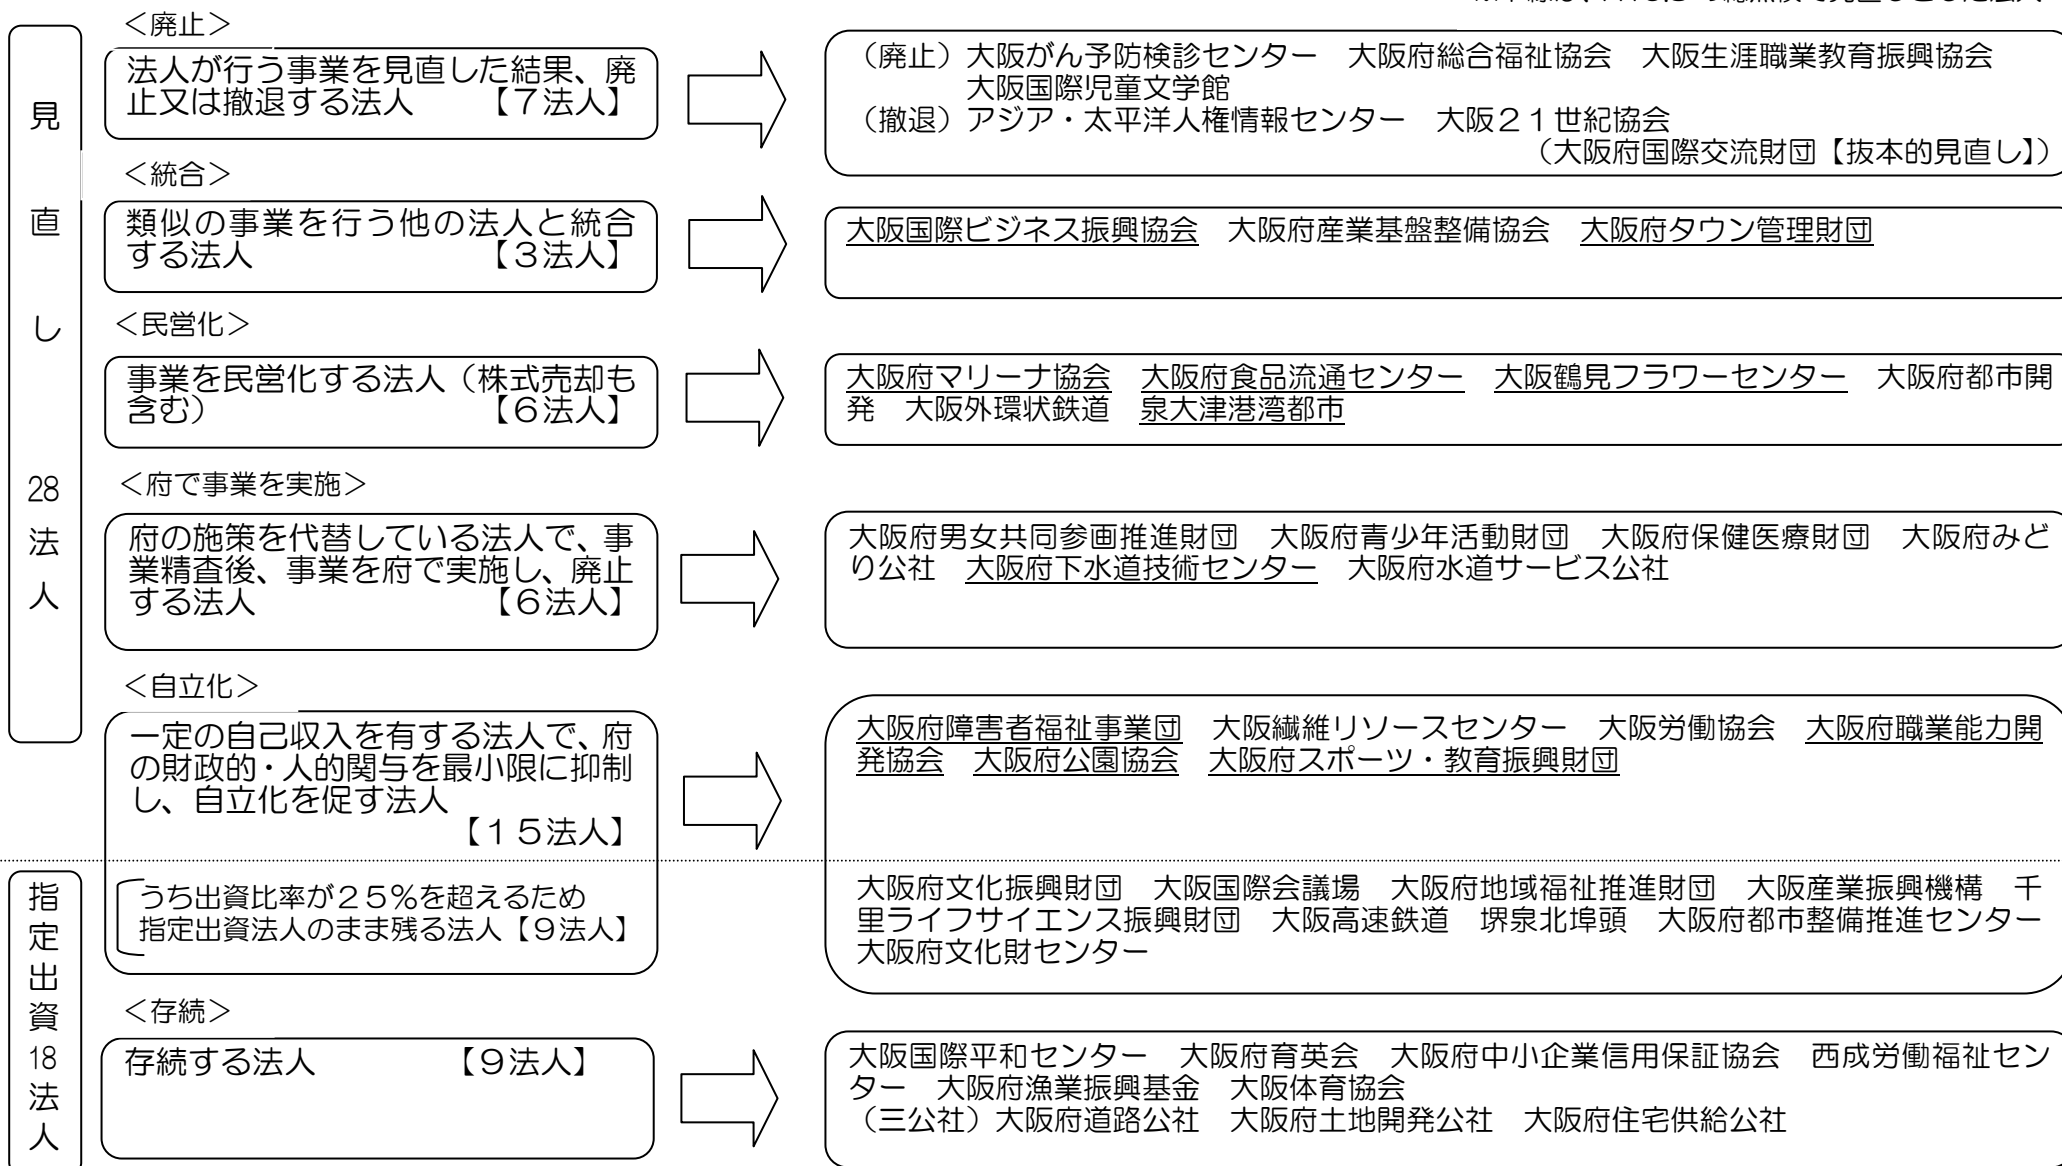 ＜廃止＞
法人が行う事業を見直した結果、廃
止又は撤退する法人　　【７法人】
（廃止）大阪がん予防検診センター　大阪府総合福祉協会　大阪生涯職業教育振興協会
大阪国際児童文学館
（撤退）アジア・太平洋人権情報センター　大阪２１世紀協会
（大阪府国際交流財団【抜本的見直し】）
見直し　28法人
＜統合＞
類似の事業を行う他の法人と統合
する法人　　　　　　　【３法人】
大阪国際ビジネス振興協会　大阪府産業基盤整備協会　大阪府タウン管理財団
＜民営化＞
事業を民営化する法人（株式売却も
含む）　　　　　　　　【６法人】
大阪府マリーナ協会　大阪府食品流通センター　大阪鶴見フラワーセンター　大阪府都市開
発　大阪外環状鉄道　泉大津港湾都市
＜府で事業を実施＞
府の施策を代替している法人で、事
業精査後、事業を府で実施し、廃止
する法人　　　　　　　【６法人】
大阪府男女共同参画推進財団　大阪府青少年活動財団　大阪府保健医療財団　大阪府みど
り公社　大阪府下水道技術センター　大阪府水道サービス公社
＜自立化＞
一定の自己収入を有する法人で、府
の財政的・人的関与を最小限に抑制
し、自立化を促す法人
【１５法人】
大阪府障害者福祉事業団　大阪繊維リソースセンター　大阪労働協会　大阪府職業能力開
発協会　大阪府公園協会　大阪府スポーツ・教育振興財団
指定出資18法人
うち出資比率が２５％を超えるため
指定出資法人のまま残る法人【９法人】
大阪府文化振興財団　大阪国際会議場　大阪府地域福祉推進財団　大阪産業振興機構　千
里ライフサイエンス振興財団　大阪高速鉄道　堺泉北埠頭　大阪府都市整備推進センター
大阪府文化財センター
＜存続＞
存続する法人　　　　　【９法人】
大阪国際平和センター　大阪府育英会　大阪府中小企業信用保証協会　西成労働福祉セン
ター　大阪府漁業振興基金　大阪体育協会
（三公社）大阪府道路公社　大阪府土地開発公社　大阪府住宅供給公社